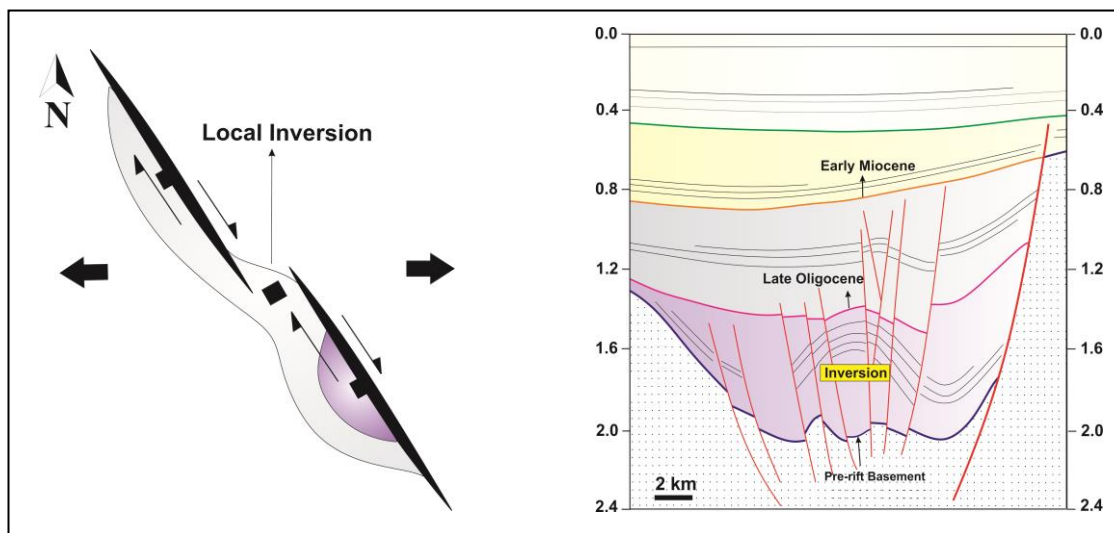 N
Local Inversion
0.0
0.4
0.8
1.2
1.6
2.0
2.4
Early Miocene
Late Oligocene
Inversion
Pre-rift Basement
2 km
0.0
0.4
0.8
1.2
1.6
2.0
2.4